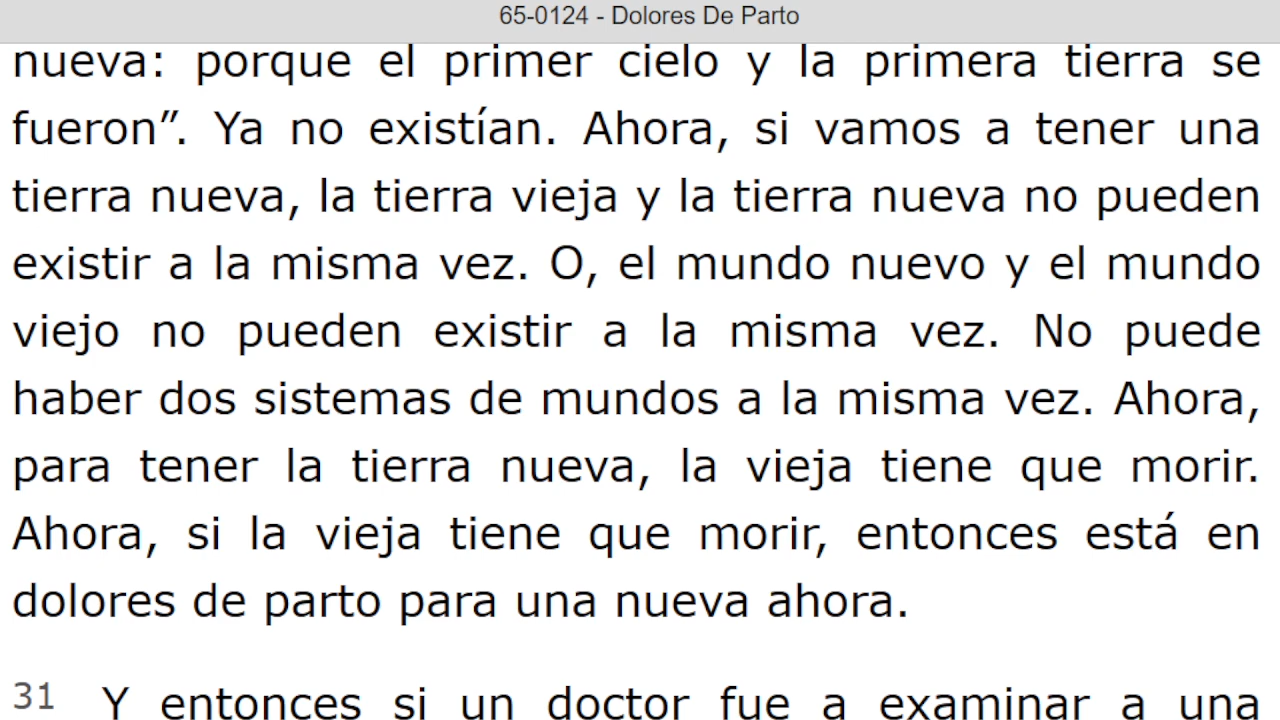 65-0124 - Dolores De Parto
nueva: porque el primer cielo y la primera tierra se
fueron”. Ya no existían. Ahora, si vamos a tener una
tierra nueva, la tierra vieja y la tierra nueva no pueden
existir a la misma vez. O, el mundo nuevo y el mundo
viejo no pueden existir a la misma vez. No puede
haber dos sistemas de mundos a la misma vez. Ahora,
para tener la tierra nueva, la vieja tiene que morir.
Ahora, si la vieja tiene que morir, entonces está en
dolores de parto para una nueva ahora.
31 Y entonces si un doctor fue a examinar a una